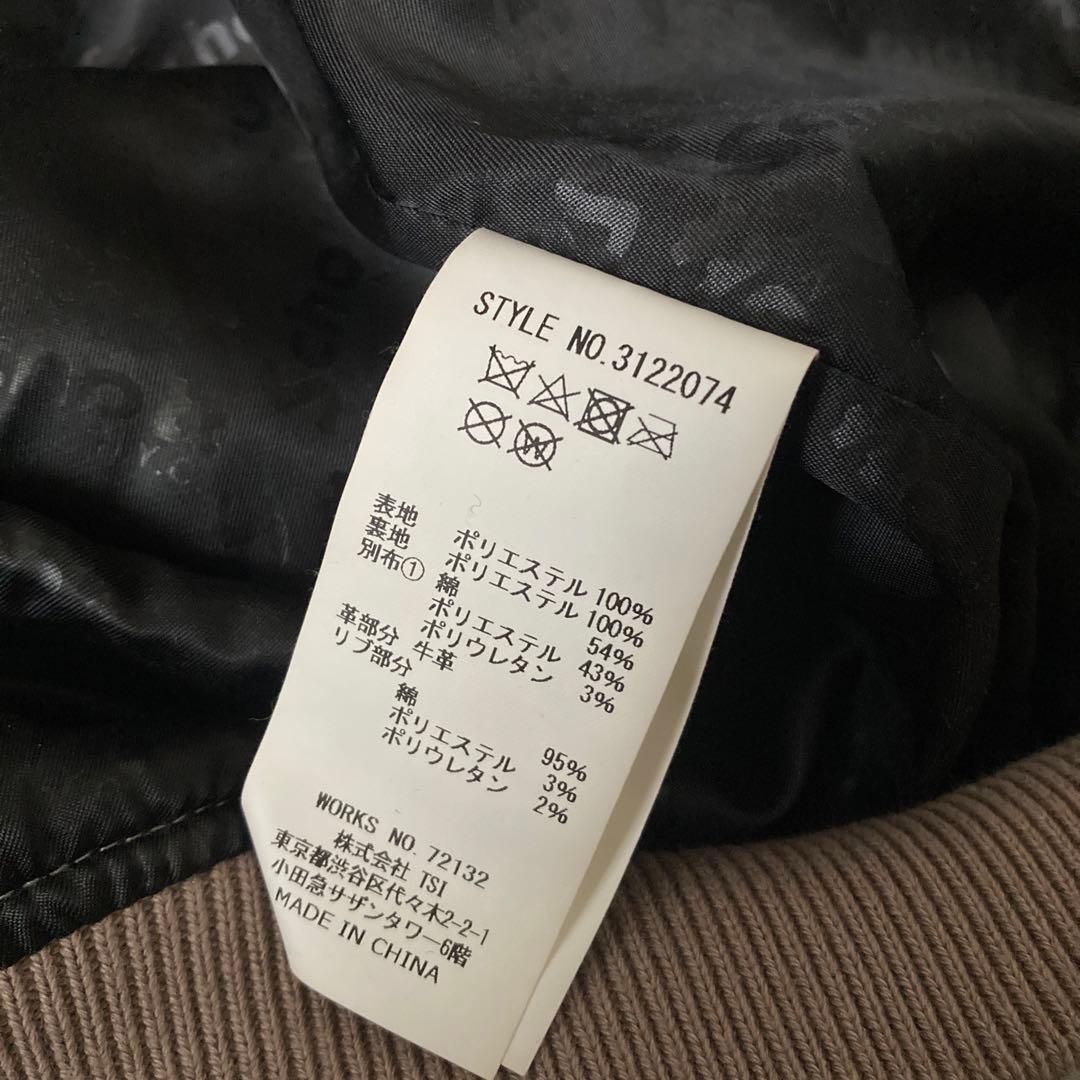 STYLE NO.3122074
表地 ポリエステル 100%
裏地 ポリエステル 100%
別布① 綿 54%
ポリエステル 43%
ポリウレタン 3%
革部分 牛革
リブ部分
綿 95%
ポリエステル 3%
ポリウレタン 2%
WORKS NO 72132
株式会社 TSI
東京都渋谷区代々木2-2-1
小田急サザンタワー6階
MADE IN CHINA